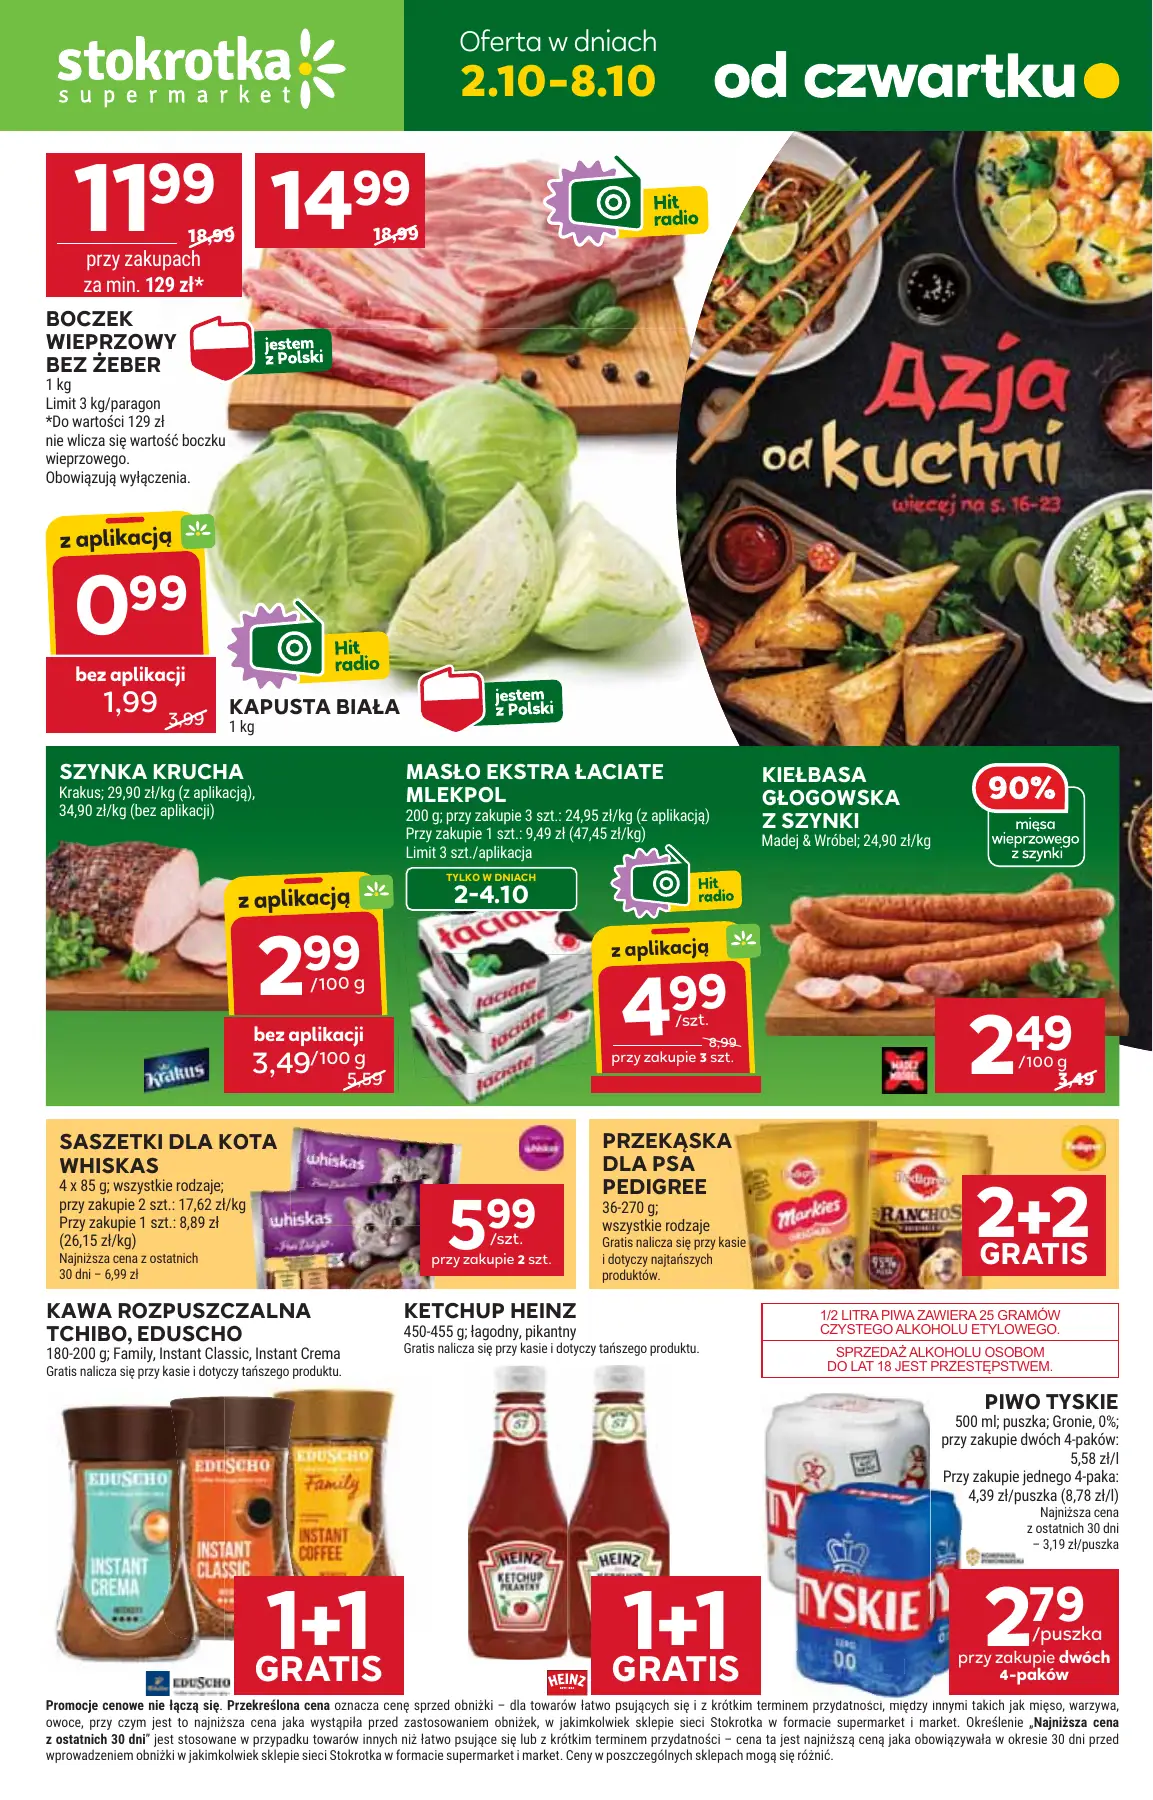 stokrotka
supermarket
Oferta w dniach
2.10-8.10
od czwartku
11 99
18,99
przy zakupach
za min. 129 zł*
14 99
18,99
Hit
radio
BOCZEK
WIEPRZOWY
BEZ ŻEBER
1 kg
Limit 3 kg/paragon
*Do wartości 129 zł
nie wlicza się wartość boczku
wieprzowego.
Obowiązują wyłączenia.
jestem
z Polski
Azja
od kuchni
więcej na s. 16-23
z aplikacją
0 99
bez aplikacji
1,99
3,99
Hit
radio
KAPUSTA BIAŁA
1 kg
jestem
z Polski
SZYNKA KRUCHA
Krakus; 29,90 zł/kg (z aplikacją),
34,90 zł/kg (bez aplikacji)
z aplikacją
2 99
/100 g
bez aplikacji
3,49/100 g
5,59
Krakus
MASŁO EKSTRA ŁACIATE
MLEKPOL
200 g; przy zakupie 3 szt.: 24,95 zł/kg (z aplikacją)
Przy zakupie 1 szt.: 9,49 zł (47,45 zł/kg)
Limit 3 szt./aplikacja
TYLKO W DNIACH
2-4.10
Hit
radio
łaciate
łaciate
łaciate
z aplikacją
4 99
/szt.
8,99
przy zakupie 3 szt.
KIEŁBASA
GŁOGOWSKA
Z SZYNKI
Madej & Wróbel; 24,90 zł/kg
90%
mięsa
wieprzowego
z szynki
MADEJ
WRÓBEL
2 49
/100 g
3,49
SASZETKI DLA KOTA
WHISKAS
4 x 85 g; wszystkie rodzaje;
przy zakupie 2 szt.: 17,62 zł/kg
Przy zakupie 1 szt.: 8,89 zł
(26,15 zł/kg)
Najniższa cena z ostatnich
30 dni – 6,99 zł
whiskas
whiskas
Pure Delight
whiskas
5 99
/szt.
przy zakupie 2 szt.
PRZEKĄSKA
DLA PSA
PEDIGREE
36-270 g;
wszystkie rodzaje
Gratis nalicza się przy kasie
i dotyczy najtańszych
produktów.
Pedigree
Markies
ORIGINAL
Pedigree
RANCHOS
Pedigree
2+2
GRATIS
KAWA ROZPUSZCZALNA
TCHIBO, EDUSCHO
180-200 g; Family, Instant Classic, Instant Crema
Gratis nalicza się przy kasie i dotyczy tańszego produktu.
EDUSCHO
INSTANT
CREMA
EDUSCHO
INSTANT
CLASSIC
EDUSCHO
Family
INSTANT
COFFEE
1+1
GRATIS
EDUSCHO
KETCHUP HEINZ
450-455 g; łagodny, pikantny
Gratis nalicza się przy kasie i dotyczy tańszego produktu.
57
57
HEINZ
KETCHUP
PIKANTNY
HEINZ
HEINZ
1+1
GRATIS
1/2 LITRA PIWA ZAWIERA 25 GRAMÓW
CZYSTEGO ALKOHOLU ETYLOWEGO.
SPRZEDAŻ ALKOHOLU OSOBOM
DO LAT 18 JEST PRZESTĘPSTWEM.
PIWO TYSKIE
500 ml; puszka; Gronie, 0%;
przy zakupie dwóch 4-paków:
5,58 zł/l
Przy zakupie jednego 4-paka:
4,39 zł/puszka (8,78 zł/l)
Najniższa cena
z ostatnich 30 dni
– 3,19 zł/puszka
KOMPANIA
PIWOWARSKA
TYSKIE
0.0
2 79
/puszka
przy zakupie dwóch
4-paków
Promocje cenowe nie łączą się. Przekreślona cena oznacza cenę sprzed obniżki – dla towarów łatwo psujących się i z krótkim terminem przydatności, między innymi takich jak mięso, warzywa,
owoce, przy czym jest to najniższa cena jaka wystąpiła przed zastosowaniem obniżek, w jakimkolwiek sklepie sieci Stokrotka w formacie supermarket i market. Określenie „Najniższa cena
z ostatnich 30 dni” jest stosowane w przypadku towarów innych niż łatwo psujące się lub z krótkim terminem przydatności – cena ta jest najniższą ceną jaka obowiązywała w okresie 30 dni przed
wprowadzeniem obniżki w jakimkolwiek sklepie sieci Stokrotka w formacie supermarket i market. Ceny w poszczególnych sklepach mogą się różnić.